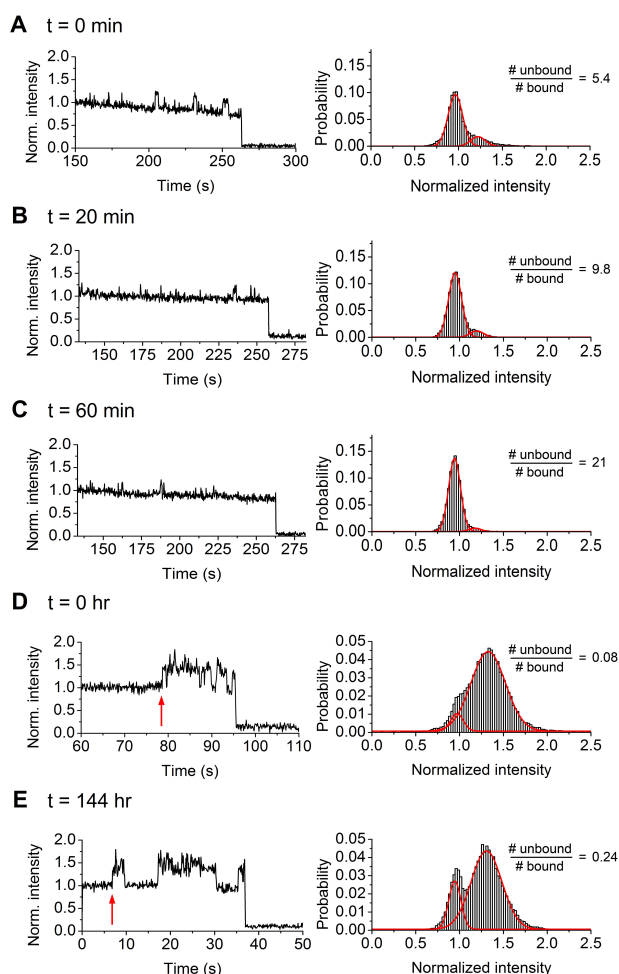 A t = 0 min
2.0
1.5
1.0
0.5
0.0
150 200 250 300
Norm. intensity
Time (s)
0.15
0.10
0.05
0.00
0.0 0.5 1.0 1.5 2.0 2.5
Probability
Normalized intensity
# unbound
# bound
= 5.4
B t = 20 min
2.0
1.5
1.0
0.5
0.0
150 175 200 225 250 275
Norm. intensity
Time (s)
0.15
0.10
0.05
0.00
0.0 0.5 1.0 1.5 2.0 2.5
Probability
Normalized intensity
# unbound
# bound
= 9.8
C t = 60 min
2.0
1.5
1.0
0.5
0.0
150 175 200 225 250 275
Norm. intensity
Time (s)
0.15
0.10
0.05
0.00
0.0 0.5 1.0 1.5 2.0 2.5
Probability
Normalized intensity
# unbound
# bound
= 21
D t = 0 hr
2.0
1.5
1.0
0.5
0.0
60 70 80 90 100 110
Norm. intensity
Time (s)
0.05
0.04
0.03
0.02
0.01
0.00
0.0 0.5 1.0 1.5 2.0 2.5
Probability
Normalized intensity
# unbound
# bound
= 0.08
E t = 144 hr
2.0
1.5
1.0
0.5
0.0
0 10 20 30 40 50
Norm. intensity
Time (s)
0.05
0.04
0.03
0.02
0.01
0.00
0.0 0.5 1.0 1.5 2.0 2.5
Probability
Normalized intensity
# unbound
# bound
= 0.24